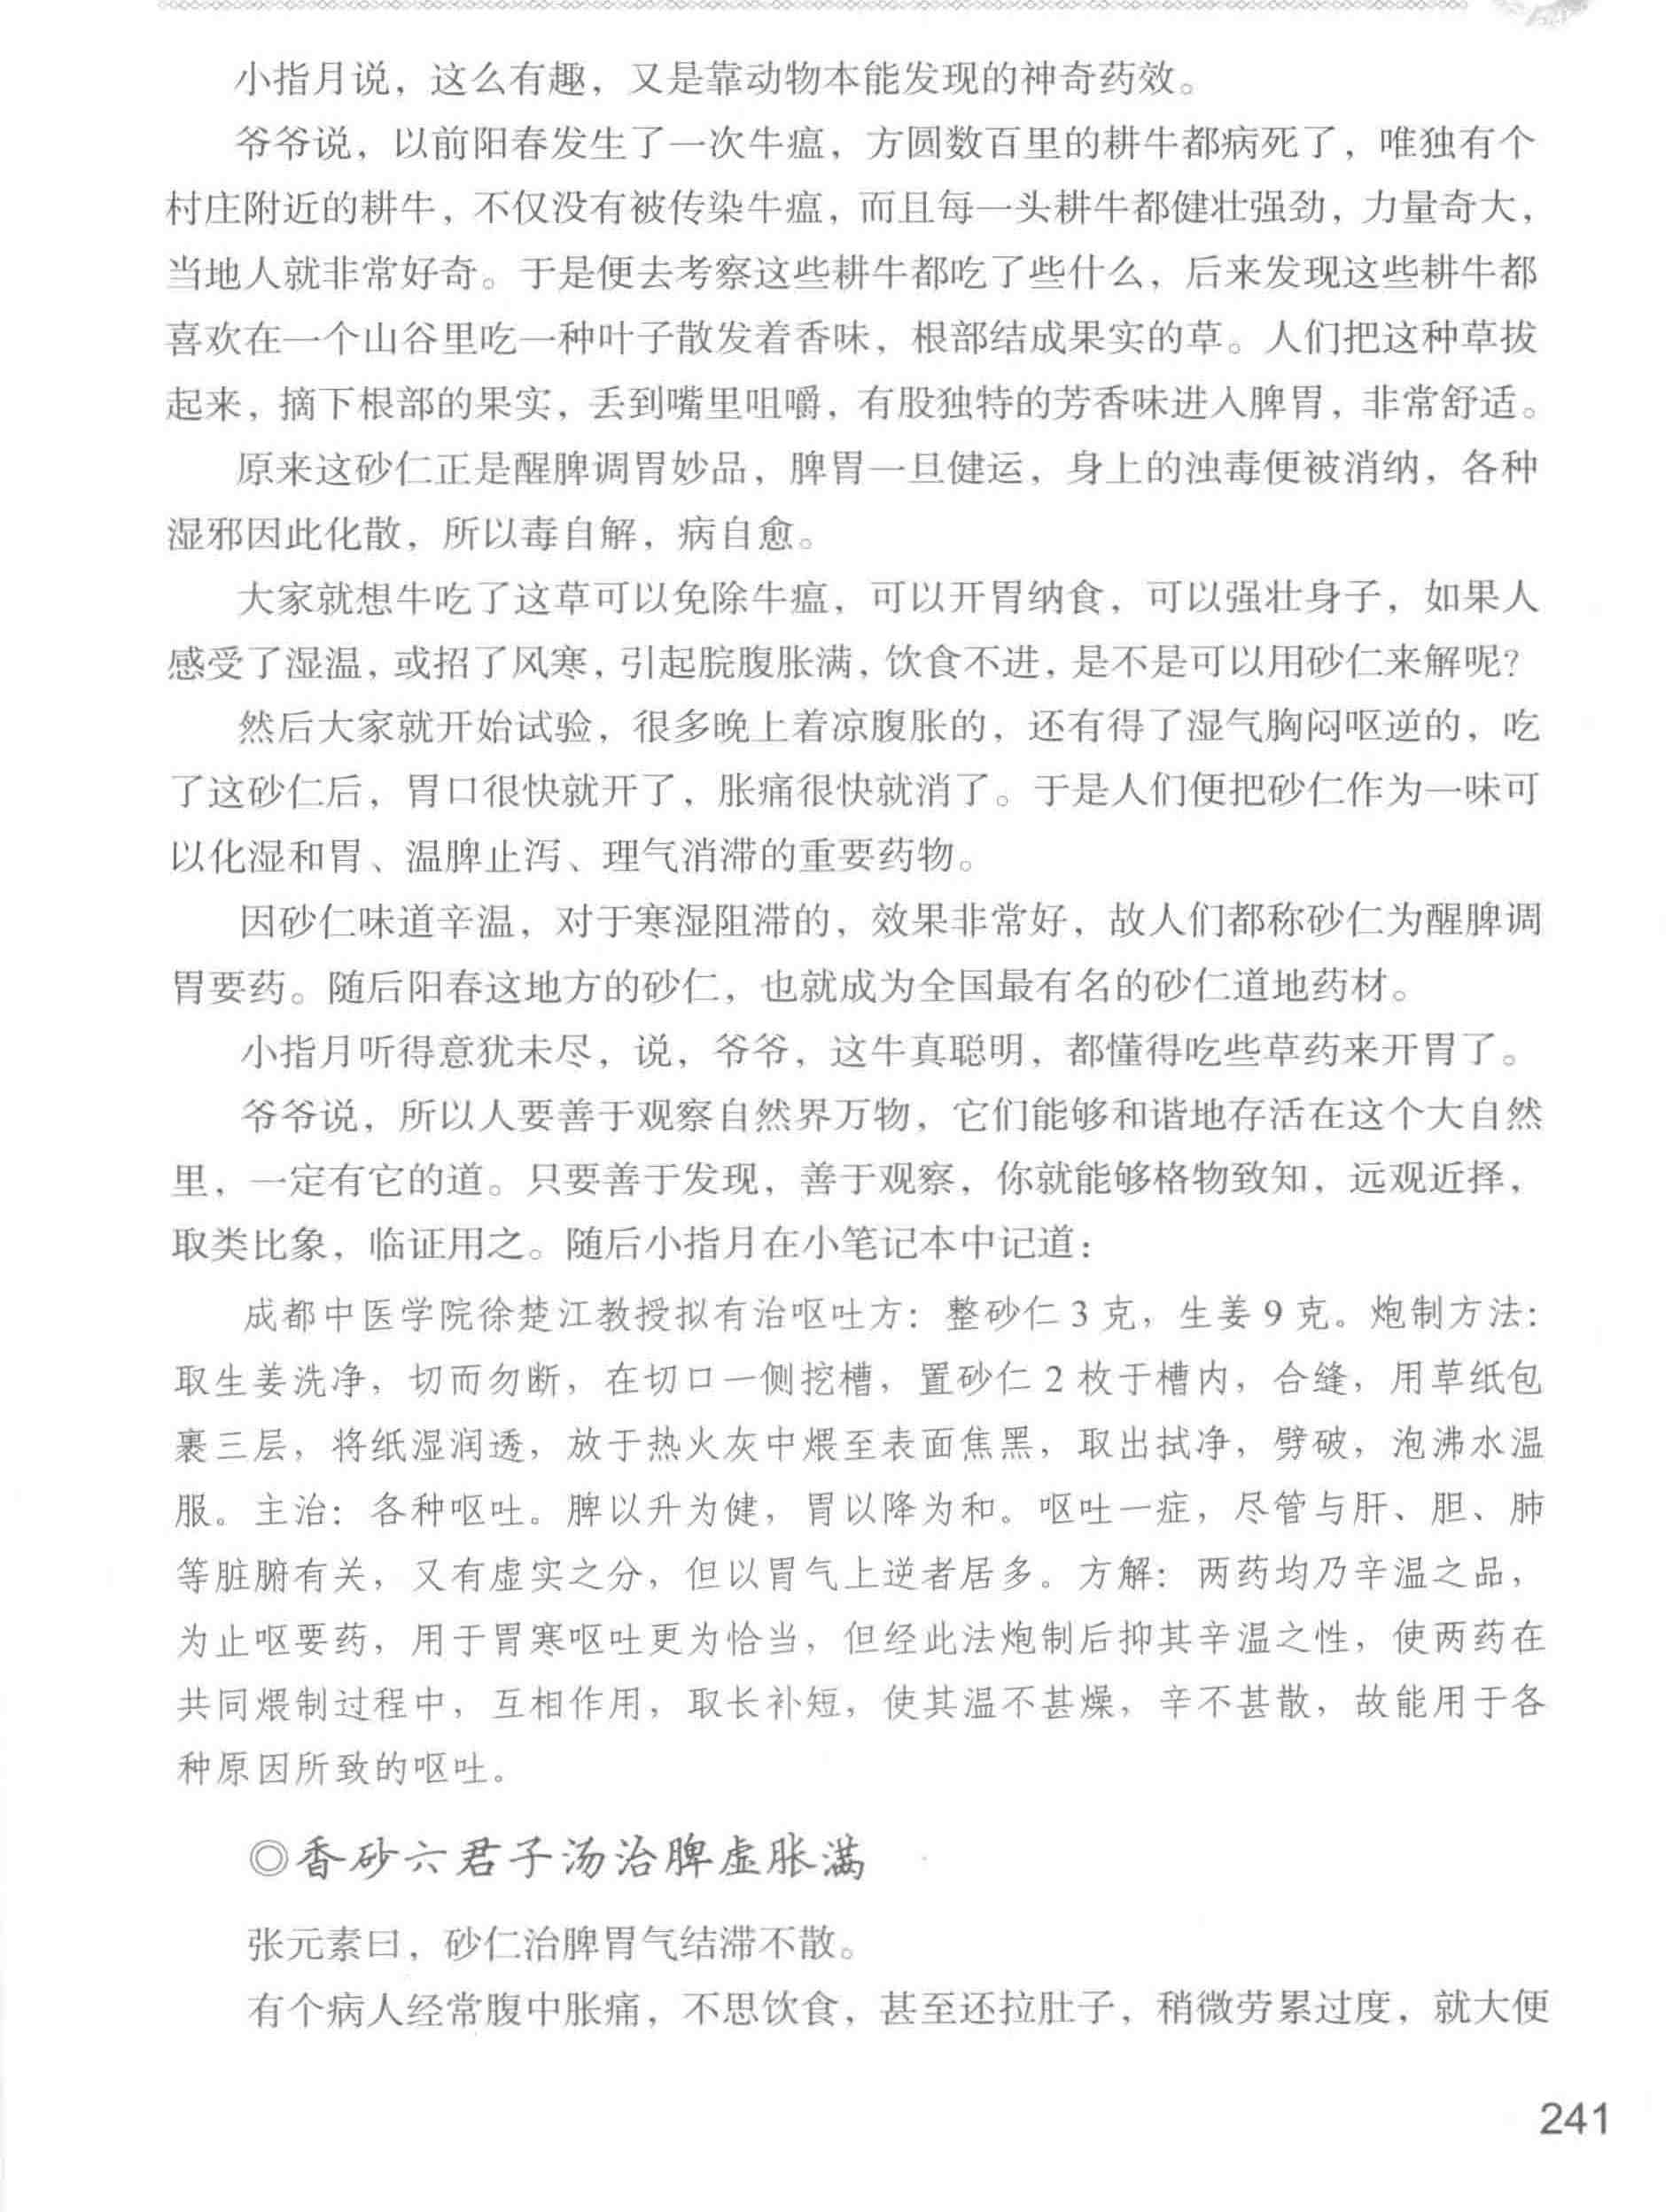 小指月说，这么有趣，又是靠动物本能发现的神奇药效。
爷爷说，以前阳春发生了一次牛瘟，方圆数百里的耕牛都病死了，唯独有个
村庄附近的耕牛，不仅没有被传染牛瘟，而且每一头耕牛都健壮强劲，力量奇大，
当地人就非常好奇。于是便去考察这些耕牛都吃了些什么，后来发现这些耕牛都
喜欢在一个山谷里吃一种叶子散发着香味，根部结成果实的草。人们把这种草拔
起来，摘下根部的果实，丢到嘴里咀嚼，有股独特的芳香味进入脾胃，非常舒适。
原来这砂仁正是醒脾调胃妙品，脾胃一旦健运，身上的浊毒便被消纳，各种
湿邪因此化散，所以毒自解，病自愈。
大家就想牛吃了这草可以免除牛瘟，可以开胃纳食，可以强壮身子，如果人
感受了湿温，或招了风寒，引起脘腹胀满，饮食不进，是不是可以用砂仁来解呢？
然后大家就开始试验，很多晚上着凉腹胀的，还有得了湿气胸闷呕逆的，吃
了这砂仁后，胃口很快就开了，胀痛很快就消了。于是人们便把砂仁作为一味可
以化湿和胃、温脾止泻、理气消滞的重要药物。
因砂仁味道辛温，对于寒湿阻滞的，效果非常好，故人们都称砂仁为醒脾调
胃要药。随后阳春这地方的砂仁，也就成为全国最有名的砂仁道地药材。
小指月听得意犹未尽，说，爷爷，这牛真聪明，都懂得吃些草药来开胃了。
爷爷说，所以人要善于观察自然界万物，它们能够和谐地存活在这个大自然
里，一定有它的道。只要善于发现，善于观察，你就能够格物致知，远观近择，
取类比象，临证用之。随后小指月在小笔记本中记道：
成都中医学院徐楚江教授拟有治呕吐方：整砂仁 3 克，生姜 9 克。炮制方法：
取生姜洗净，切而勿断，在切口一侧挖槽，置砂仁 2 枚于槽内，合缝，用草纸包
裹三层，将纸湿润透，放于热火灰中煨至表面焦黑，取出拭净，劈破，泡沸水温
服。主治：各种呕吐。脾以升为健，胃以降为和。呕吐一症，尽管与肝、胆、肺
等脏腑有关，又有虚实之分，但以胃气上逆者居多。方解：两药均乃辛温之品，
为止呕要药，用于胃寒呕吐更为恰当，但经此法炮制后抑其辛温之性，使两药在
共同煨制过程中，互相作用，取长补短，使其温不甚燥，辛不甚散，故能用于各
种原因所致的呕吐。
◎香砂六君子汤治脾虚胀满
张元素曰，砂仁治脾胃气结滞不散。
有个病人经常腹中胀痛，不思饮食，甚至还拉肚子，稍微劳累过度，就大便
241